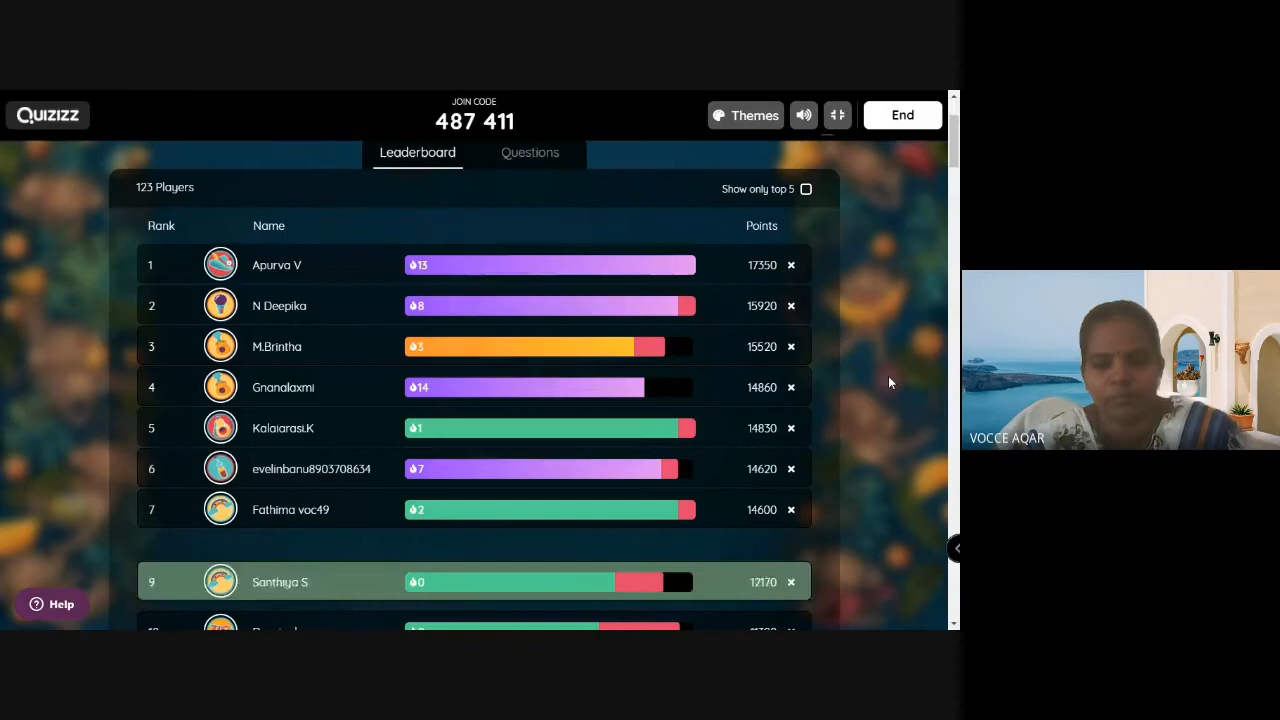 Quizizz
JOIN CODE
487 411
Themes
End
Leaderboard Questions
123 Players
Show only top 5
Rank Name Points
1 Apurva V 13 17350
2 N Deepika 8 15920
3 M.Brintha 3 15520
4 Gnanalaxmi 14 14860
5 Kalaiarasi.K 1 14830
6 evelinbanu8903708634 7 14620
7 Fathima voc49 2 14600
9 Santhiya S 0 12170
Help
VOCCE AQAR